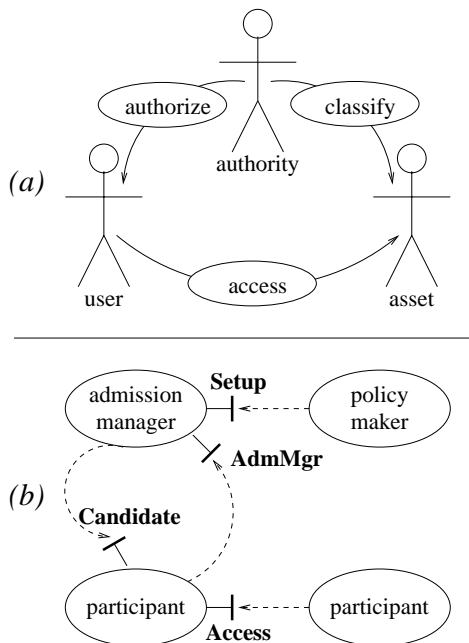 authorize
classify
authority
(a)
user
access
asset
Setup
admission
manager
policy
maker
AdmMgr
(b)
Candidate
participant
participant
Access